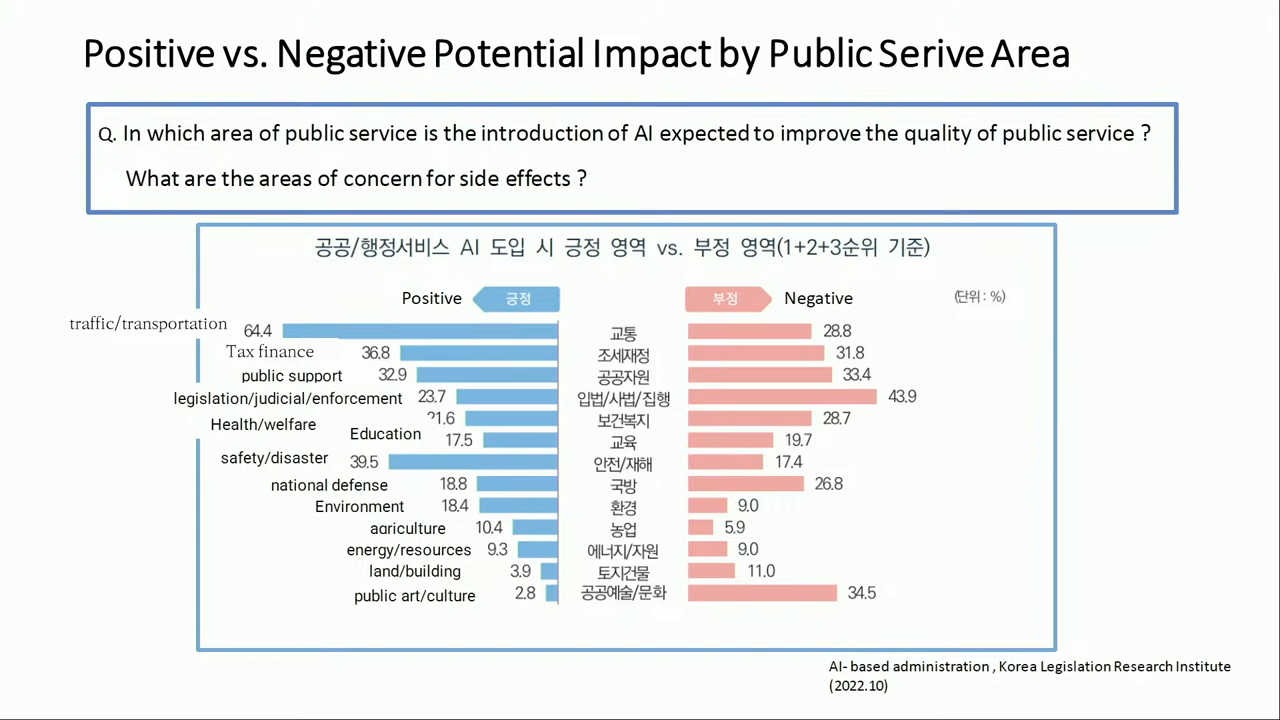 Positive vs. Negative Potential Impact by Public Serive Area
Q. In which area of public service is the introduction of AI expected to improve the quality of public service ?
What are the areas of concern for side effects ?
공공/행정서비스 AI 도입 시 긍정 영역 vs. 부정 영역(1+2+3순위 기준)
Positive 긍정 부정 Negative (단위 : %)
traffic/transportation 64.4 교통 28.8
Tax finance 36.8 조세재정 31.8
public support 32.9 공공자원 33.4
legislation/judicial/enforcement 23.7 입법/사법/집행 43.9
Health/welfare 21.6 보건복지 28.7
Education 17.5 교육 19.7
safety/disaster 39.5 안전/재해 17.4
national defense 18.8 국방 26.8
Environment 18.4 환경 9.0
agriculture 10.4 농업 5.9
energy/resources 9.3 에너지/자원 9.0
land/building 3.9 토지건물 11.0
public art/culture 2.8 공공예술/문화 34.5
AI- based administration , Korea Legislation Research Institute
(2022.10)